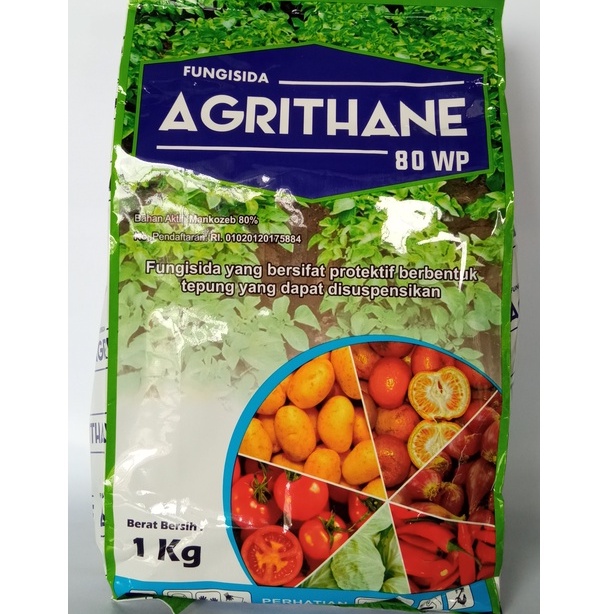 FUNGISIDA
AGRITHANE
80 WP
Bahan Aktif: Mankozeb 80%
No. Pendaftaran: RI. 01020120175884
Fungisida yang bersifat protektif berbentuk
tepung yang dapat disuspensikan
Berat Bersih :
1 Kg
PERHATIAN